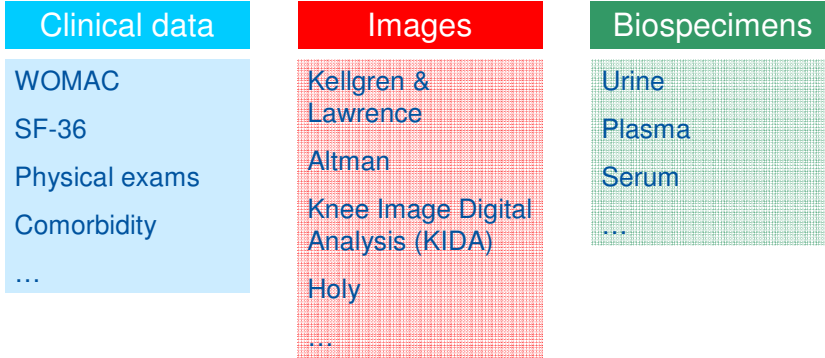 Clinical data
WOMAC
SF-36
Physical exams
Comorbidity
…
Images
Kellgren &
Lawrence
Altman
Knee Image Digital
Analysis (KIDA)
Holy
…
Biospecimens
Urine
Plasma
Serum
…